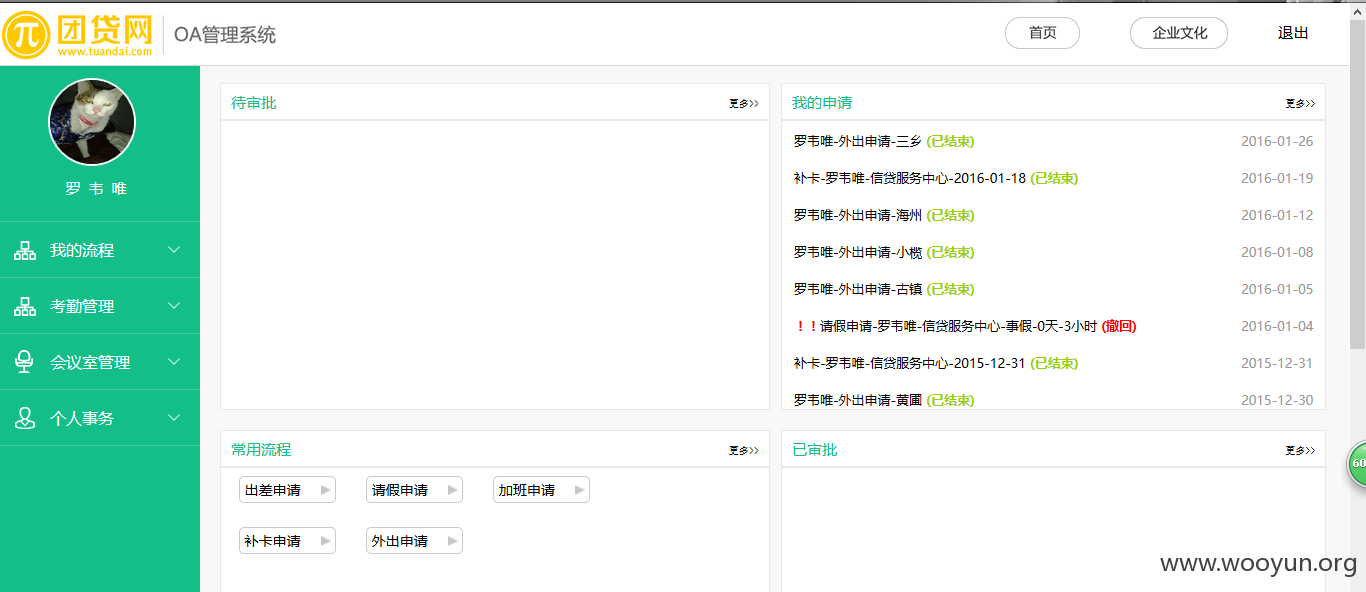 团贷网
www.tuandai.com
OA管理系统
首页
企业文化
退出
罗 韦 唯
我的流程
考勤管理
会议室管理
个人事务
待审批
更多>>
我的申请
更多>>
罗韦唯-外出申请-三乡 (已结束) 2016-01-26
补卡-罗韦唯-信贷服务中心-2016-01-18 (已结束) 2016-01-19
罗韦唯-外出申请-海州 (已结束) 2016-01-12
罗韦唯-外出申请-小榄 (已结束) 2016-01-08
罗韦唯-外出申请-古镇 (已结束) 2016-01-05
！！请假申请-罗韦唯-信贷服务中心-事假-0天-3小时 (撤回) 2016-01-04
补卡-罗韦唯-信贷服务中心-2015-12-31 (已结束) 2015-12-31
罗韦唯-外出申请-黄圃 (已结束) 2015-12-30
常用流程
更多>>
出差申请
请假申请
加班申请
补卡申请
外出申请
已审批
更多>>
60
www.wooyun.org